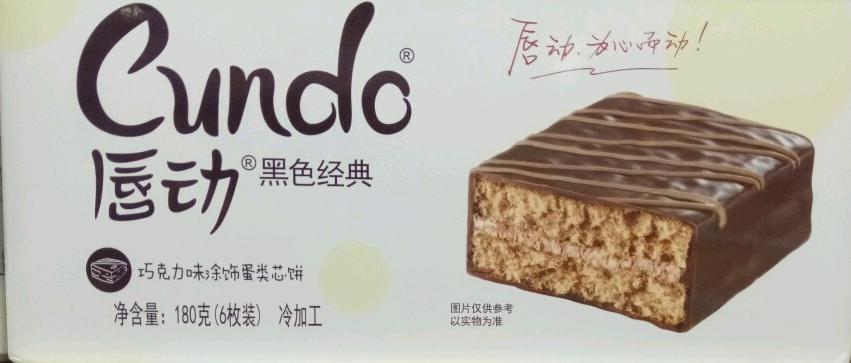 Cundo®
唇动®黑色经典
唇动,为心而动!
巧克力味涂饰蛋类芯饼
净含量: 180克(6枚装) 冷加工
图片仅供参考
以实物为准